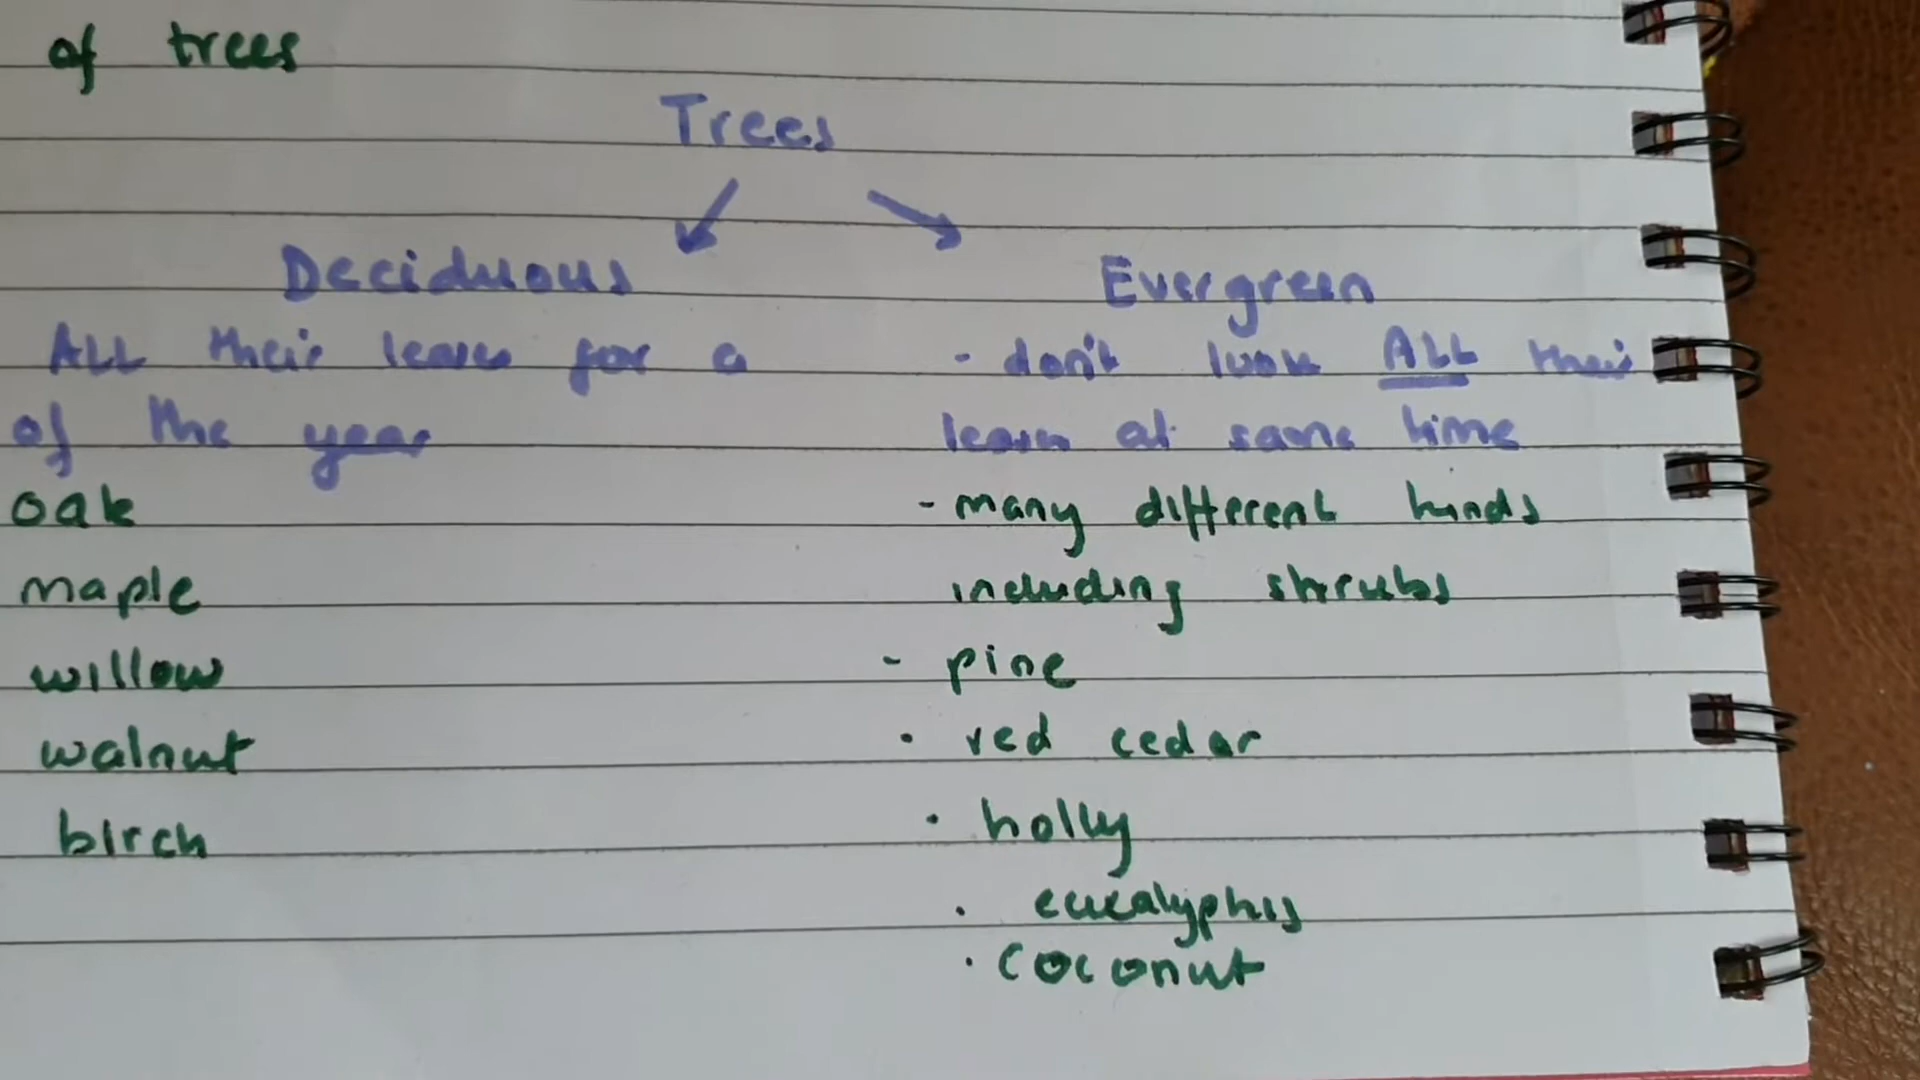 of trees
Trees
Deciduous
ALL their leaves for a
of the year
oak
maple
willow
walnut
birch
Evergreen
- don't loose ALL their
leaves at same time
- many different kinds
including shrubs
- pine
· red cedar
· holly
· eucalyptus
· coconut